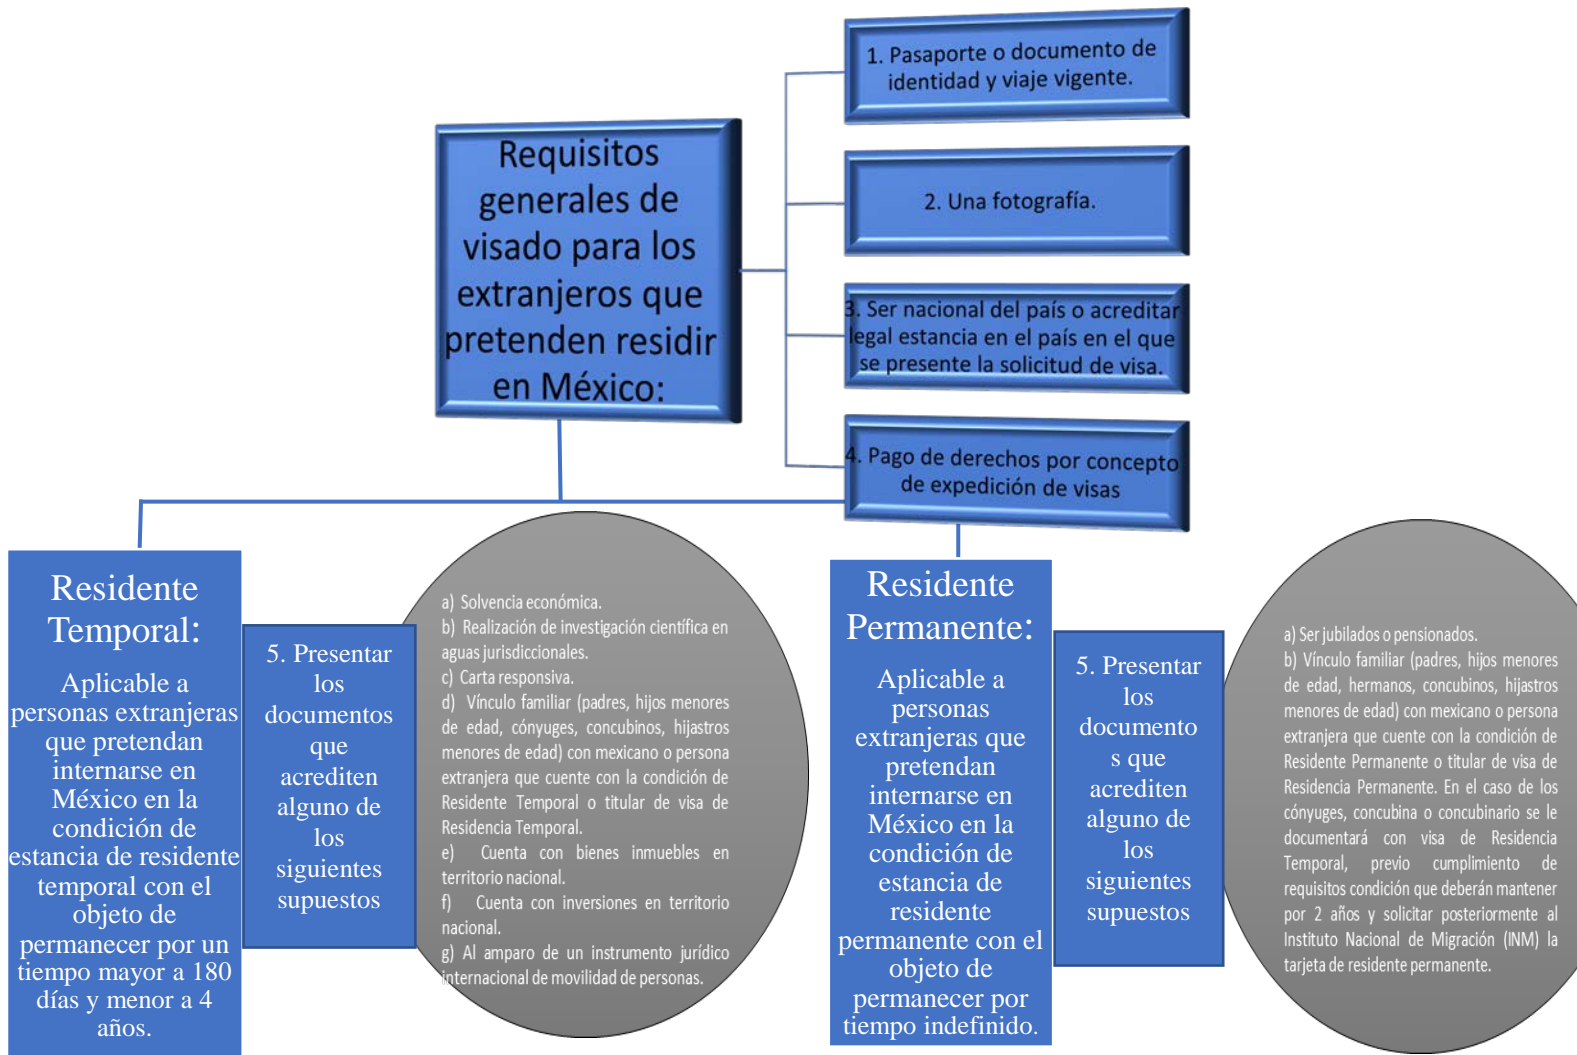 Requisitos
generales de
visado para los
extranjeros que
pretenden residir
en México:
1. Pasaporte o documento de
identidad y viaje vigente.
2. Una fotografía.
3. Ser nacional del país o acreditar
legal estancia en el país en el que
se presente la solicitud de visa.
4. Pago de derechos por concepto
de expedición de visas
Residente
Temporal:
Aplicable a
personas extranjeras
que pretendan
internarse en
México en la
condición de
estancia de residente
temporal con el
objeto de
permanecer por un
tiempo mayor a 180
días y menor a 4
años.
5. Presentar
los
documentos
que
acrediten
alguno de
los
siguientes
supuestos
a) Solvencia económica.
b) Realización de investigación científica en
aguas jurisdiccionales.
c) Carta responsiva.
d) Vínculo familiar (padres, hijos menores
de edad, cónyuges, concubinos, hijastros
menores de edad) con mexicano o persona
extranjera que cuente con la condición de
Residente Temporal o titular de visa de
Residencia Temporal.
e) Cuenta con bienes inmuebles en
territorio nacional.
f) Cuenta con inversiones en territorio
nacional.
g) Al amparo de un instrumento jurídico
internacional de movilidad de personas.
Residente
Permanente:
Aplicable a
personas
extranjeras que
pretendan
internarse en
México en la
condición de
estancia de
residente
permanente con el
objeto de
permanecer por
tiempo indefinido.
5. Presentar
los
documento
s que
acrediten
alguno de
los
siguientes
supuestos
a) Ser jubilados o pensionados.
b) Vínculo familiar (padres, hijos menores
de edad, hermanos, concubinos, hijastros
menores de edad) con mexicano o persona
extranjera que cuente con la condición de
Residente Permanente o titular de visa de
Residencia Permanente. En el caso de los
cónyuges, concubina o concubinario se le
documentará con visa de Residencia
Temporal, previo cumplimiento de
requisitos condición que deberán mantener
por 2 años y solicitar posteriormente al
Instituto Nacional de Migración (INM) la
tarjeta de residente permanente.